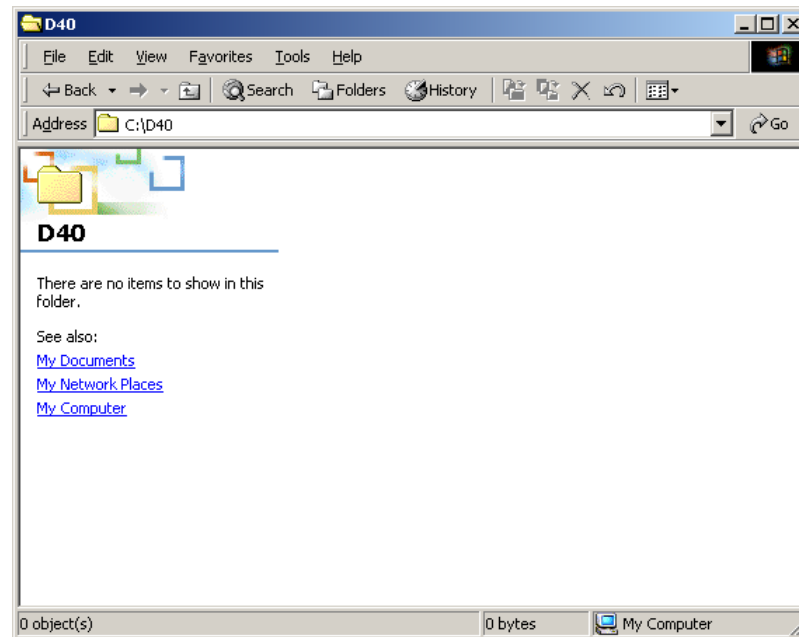 D40
File Edit View Favorites Tools Help
Back Search Folders History
Address C:\D40 Go
D40
There are no items to show in this
folder.
See also:
My Documents
My Network Places
My Computer
0 object(s) 0 bytes My Computer